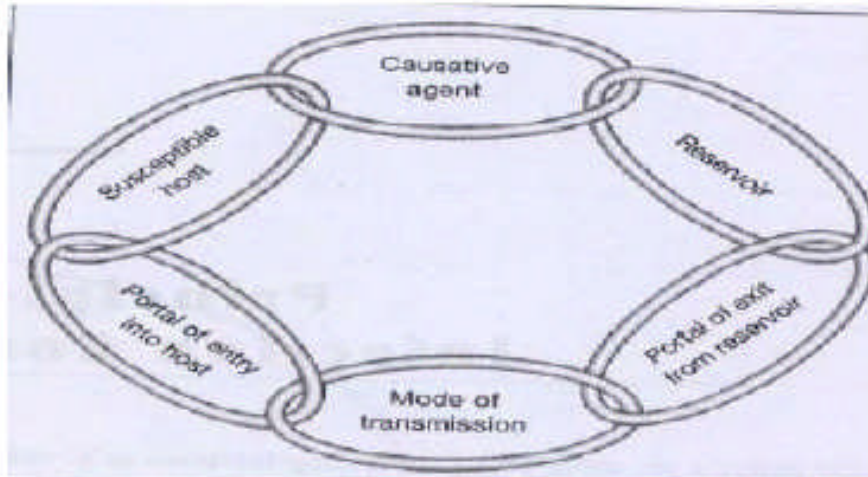 Causative
agent
Reservoir
Portal of exit
from reservoir
Mode of
transmission
Portal of entry
into host
Susceptible
host